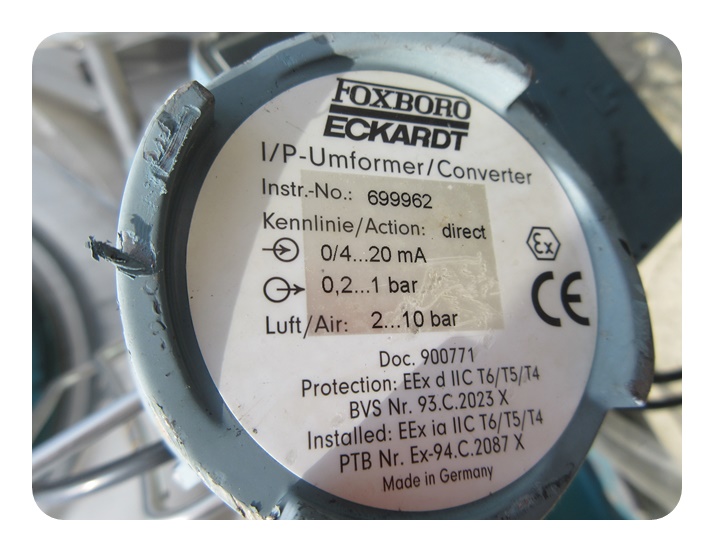 FOXBORO
ECKARDT
I/P-Umformer/Converter
Instr.-No.: 699962
Kennlinie/Action: direct
0/4...20 mA
0,2...1 bar
Luft/Air: 2...10 bar
Ex
CE
Doc. 900771
Protection: EEx d IIC T6/T5/T4
BVS Nr. 93.C.2023 X
Installed: EEx ia IIC T6/T5/T4
PTB Nr. Ex-94.C.2087 X
Made in Germany